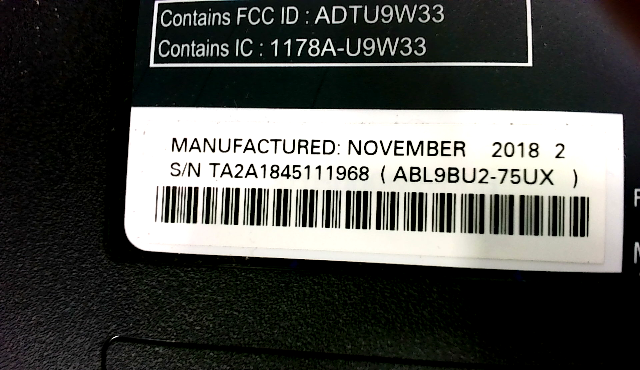 Contains FCC ID : ADTU9W33
Contains IC : 1178A-U9W33
MANUFACTURED: NOVEMBER 2018 2
S/N TA2A1845111968 ( ABL9BU2-75UX )